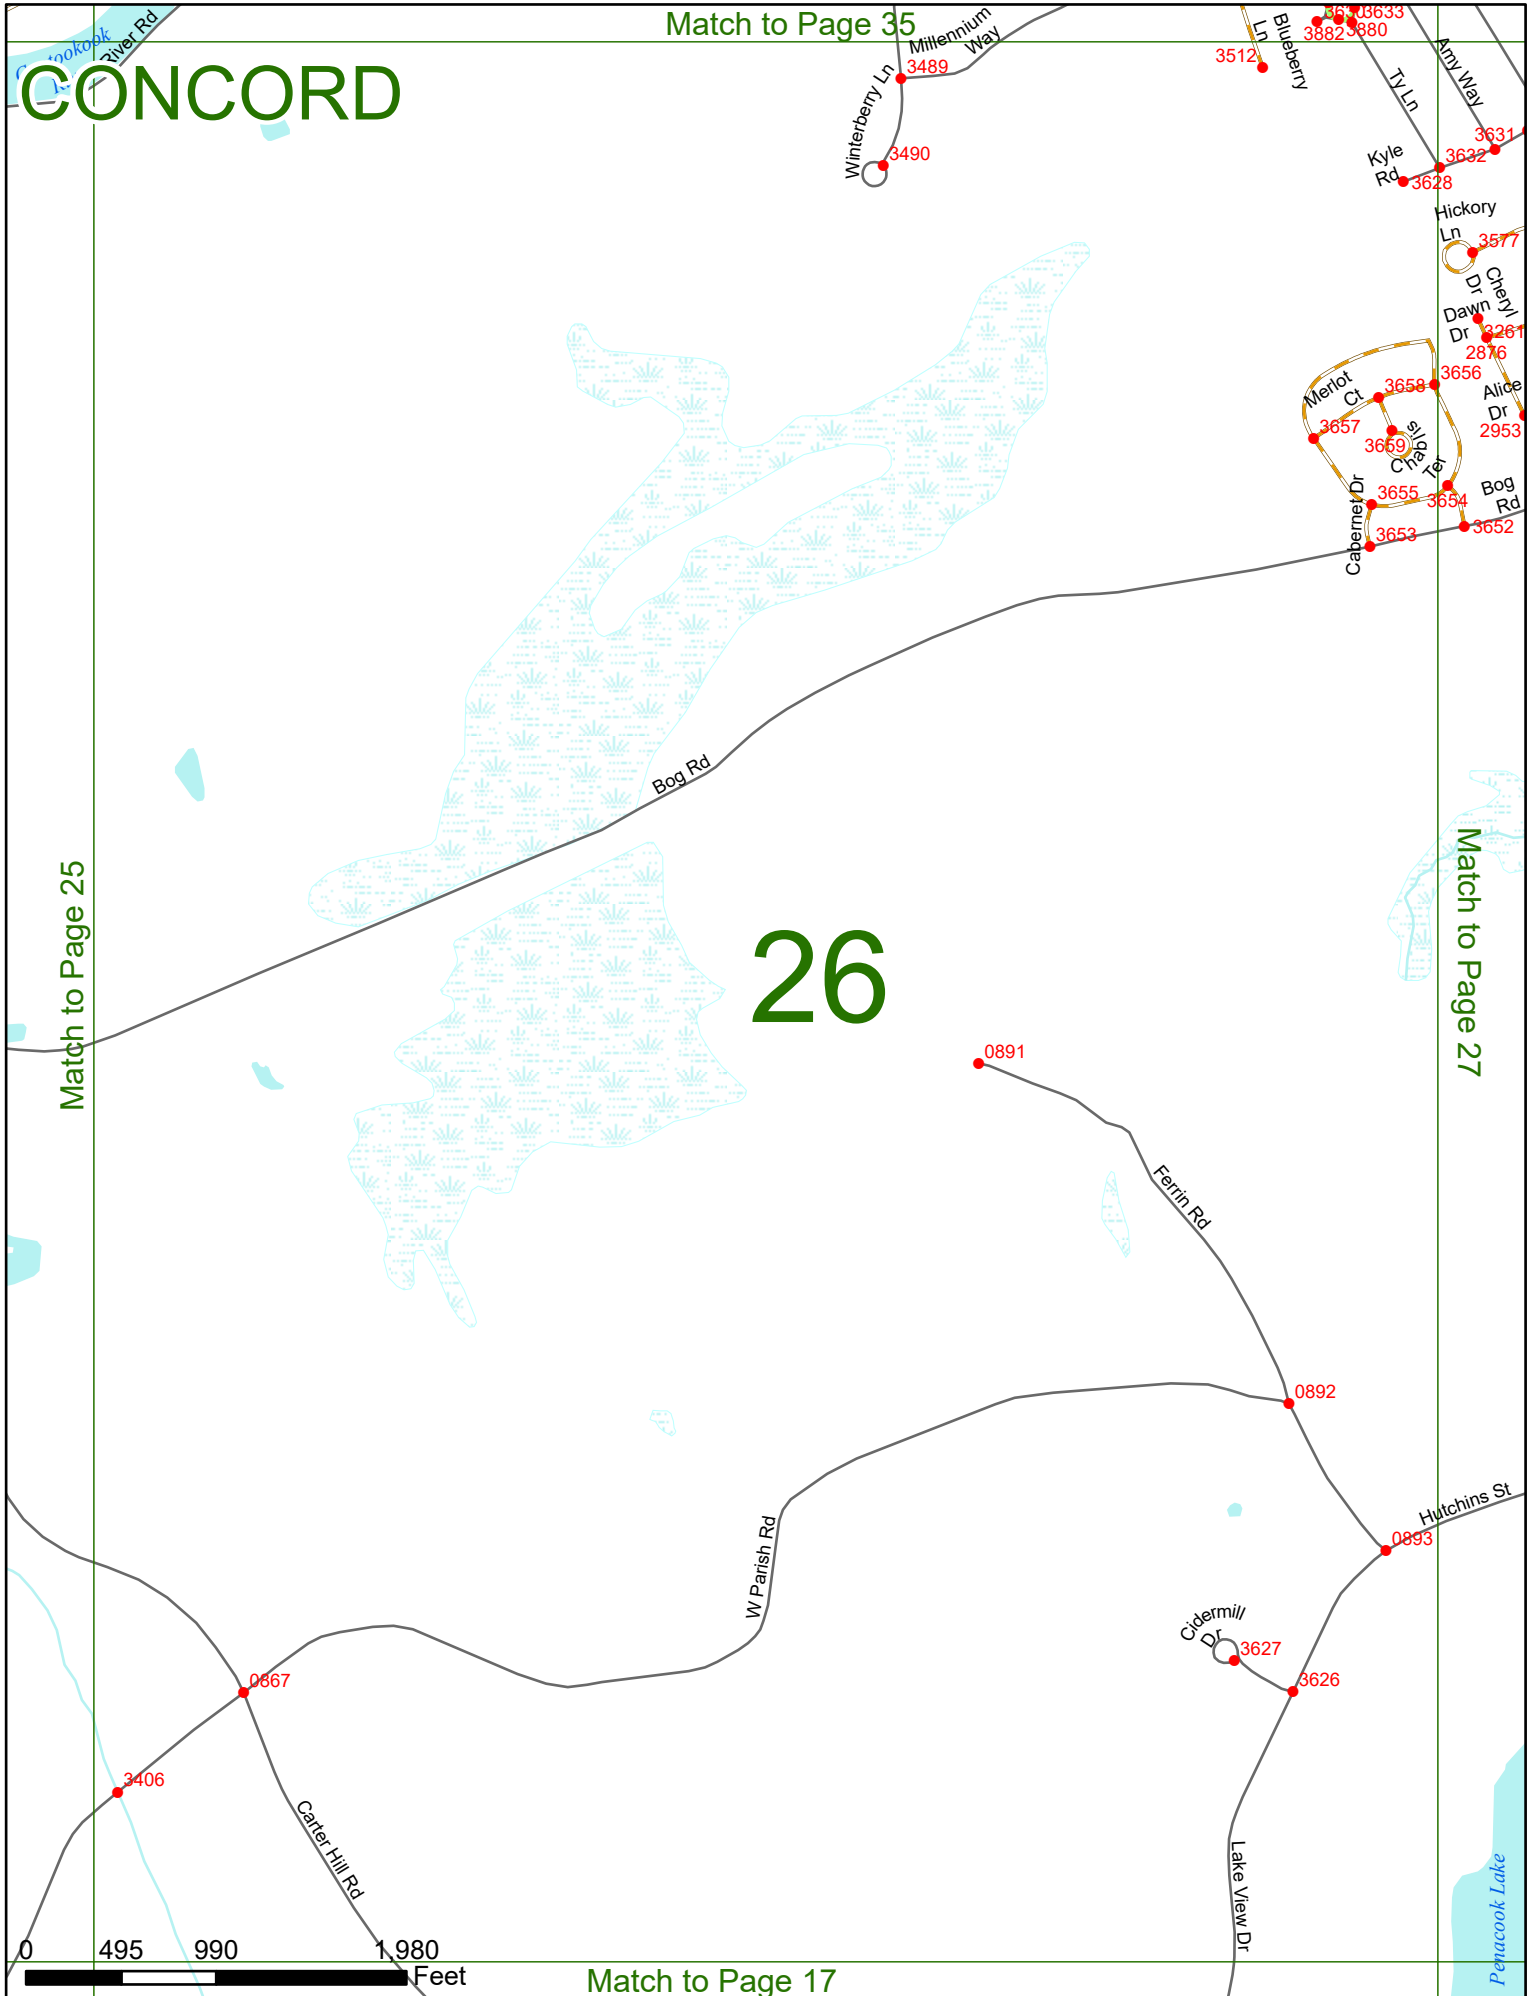 Match to Page 35
CONCORD
River Rd
Millennium
Way
3489
Winterberry Ln
3490
3512
Blueberry
Ln
3630
3633
3882
3880
Ty Ln
Amy Way
3631
3632
Kyle
Rd
3628
Hickory
Ln
3577
Cheryl
Dr
Dawn
Dr
3261
2876
3656
Merlot
Ct
3658
Alice
Dr
2953
3657
3659
Chablis
Ter
3655
3654
Bog
Rd
3652
Cabernet Dr
3653
Bog Rd
Match to Page 25
26
Match to Page 27
0891
Ferrin Rd
0892
Hutchins St
0893
W Parish Rd
Cidermill
Dr
3627
3626
0867
3406
Carter Hill Rd
Lake View Dr
Penacook Lake
0 495 990 1,980
Feet
Match to Page 17